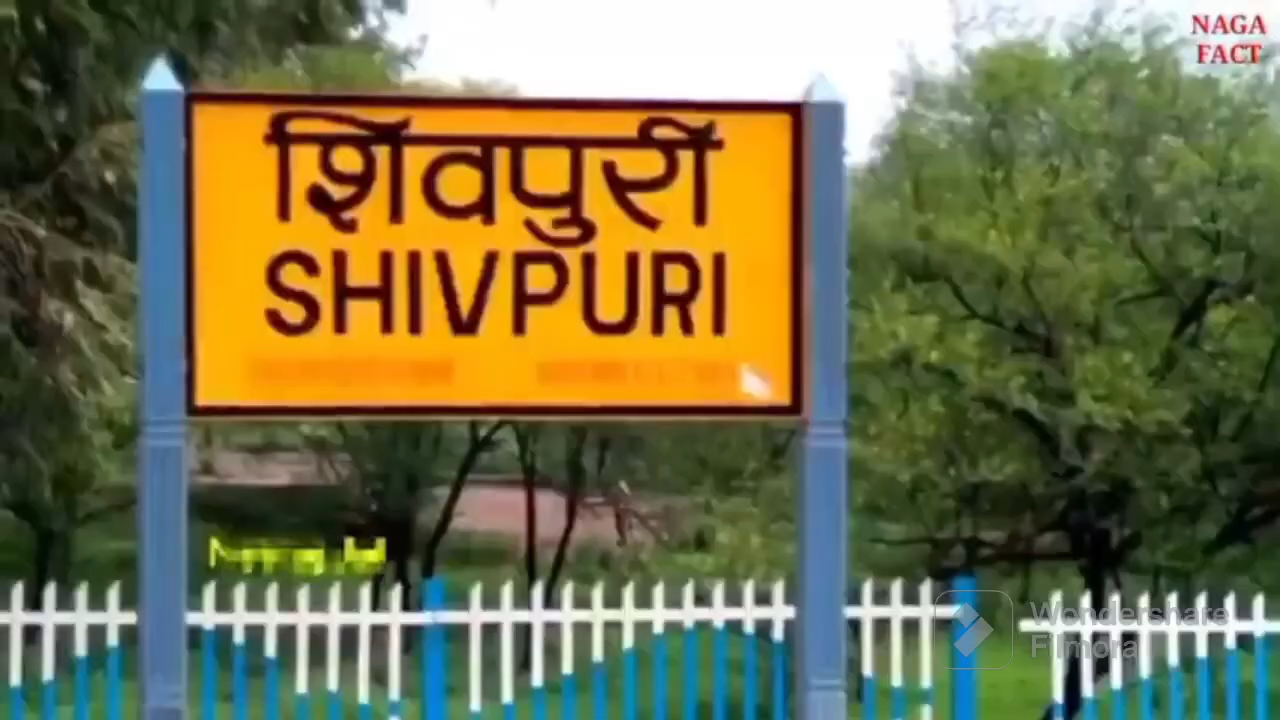 NAGA
FACT
शिवपुरी
SHIVPURI
Wondershare
Filmora